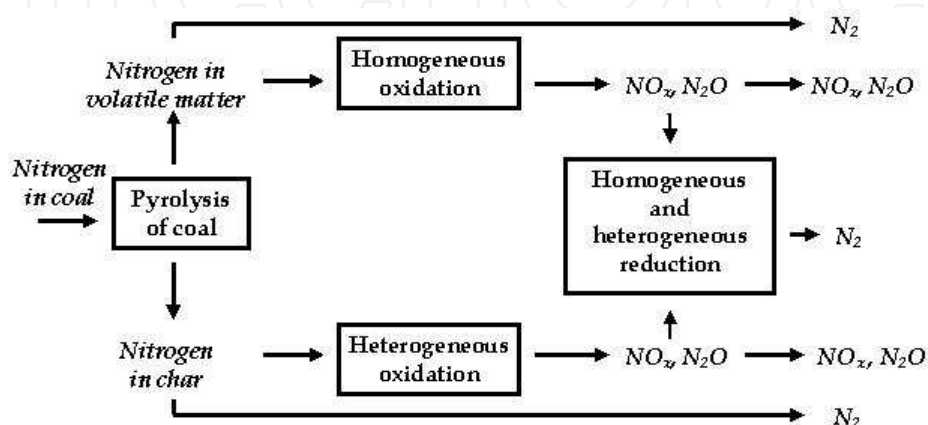 N₂
Nitrogen in
volatile matter
Homogeneous
oxidation
NOₓ, N₂O
NOₓ, N₂O
Nitrogen
in coal
Pyrolysis
of coal
Homogeneous
and
heterogeneous
reduction
N₂
Nitrogen
in char
Heterogeneous
oxidation
NOₓ, N₂O
NOₓ, N₂O
N₂